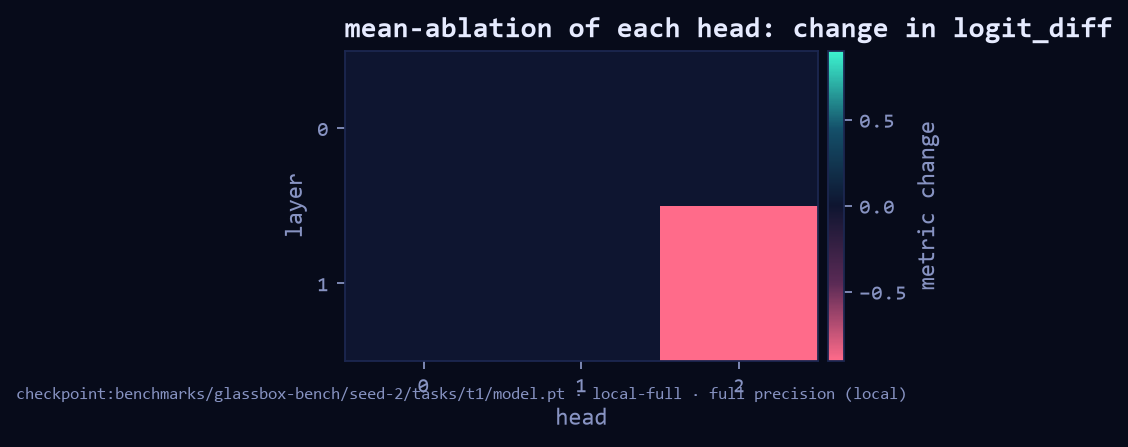 mean-ablation of each head: change in logit_diff
0
1
layer
0.5
0.0
−0.5
metric change
0
1
2
checkpoint:benchmarks/glassbox-bench/seed-2/tasks/t1/model.pt · local-full · full precision (local)
head